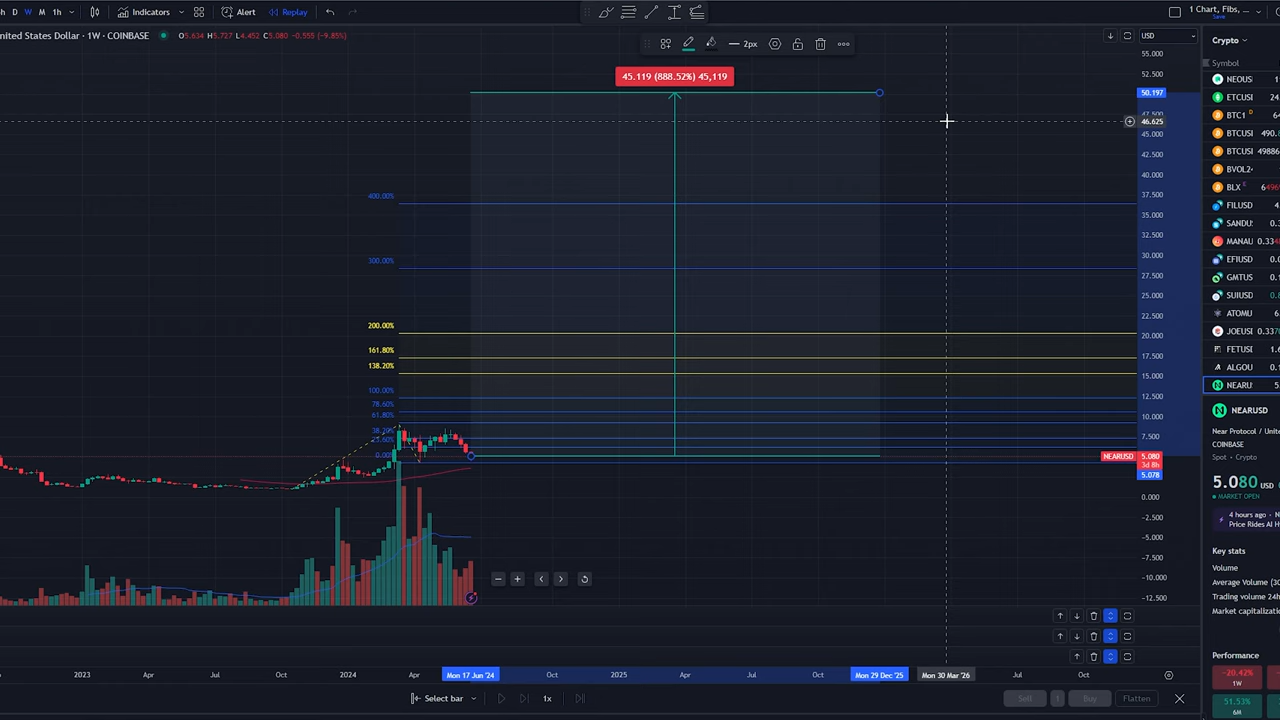 D W M 1h Indicators Alert Replay 1 Chart, Fibs,
Save
United States Dollar · 1W · COINBASE O5.634 H5.727 L4.452 C5.080 -0.555 (-9.85%)
USD
Crypto
Symbol
2px
45.119 (888.52%) 45,119
400.00%
300.00%
200.00%
161.80%
138.20%
100.00%
78.60%
61.80%
38.20%
23.60%
0.00%
55.000
52.500
50.197
47.500
46.625
45.000
42.500
40.000
37.500
35.000
32.500
30.000
27.500
25.000
22.500
20.000
17.500
15.000
12.500
10.000
7.500
NEARUSD 5.080
3d 8h
5.078
0.000
-2.500
-5.000
-7.500
-10.000
-12.500
NEOUS
ETCUSI 24.
BTC1 D 6
BTCUSI 490.
BTCUSI 49886
BVOL2
BLX E 6496
FILUSD 4.
SANDU 0.3
MANAU 0.33
EFIUSD 0.0
GMTUS 0.1
SUIUSD 0.8
ATOMU 6.
JOEUSI 0.33
FETUSI 1.6
ALGOU 0.1
NEARU 5.
NEARUSD
Near Protocol / Unite
COINBASE
Spot · Crypto
5.080 USD
MARKET OPEN
4 hours ago · N
Price Rides AI H
Key stats
Volume
Average Volume (30
Trading volume 24h
Market capitalizatio
Performance
-20.42%
1W
51.53%
6M
2023 Apr Jul Oct 2024 Apr Mon 17 Jun '24 Oct 2025 Apr Jul Oct Mon 29 Dec '25 Mon 30 Mar '26 Jul Oct
Select bar 1x Sell 1 Buy Flatten